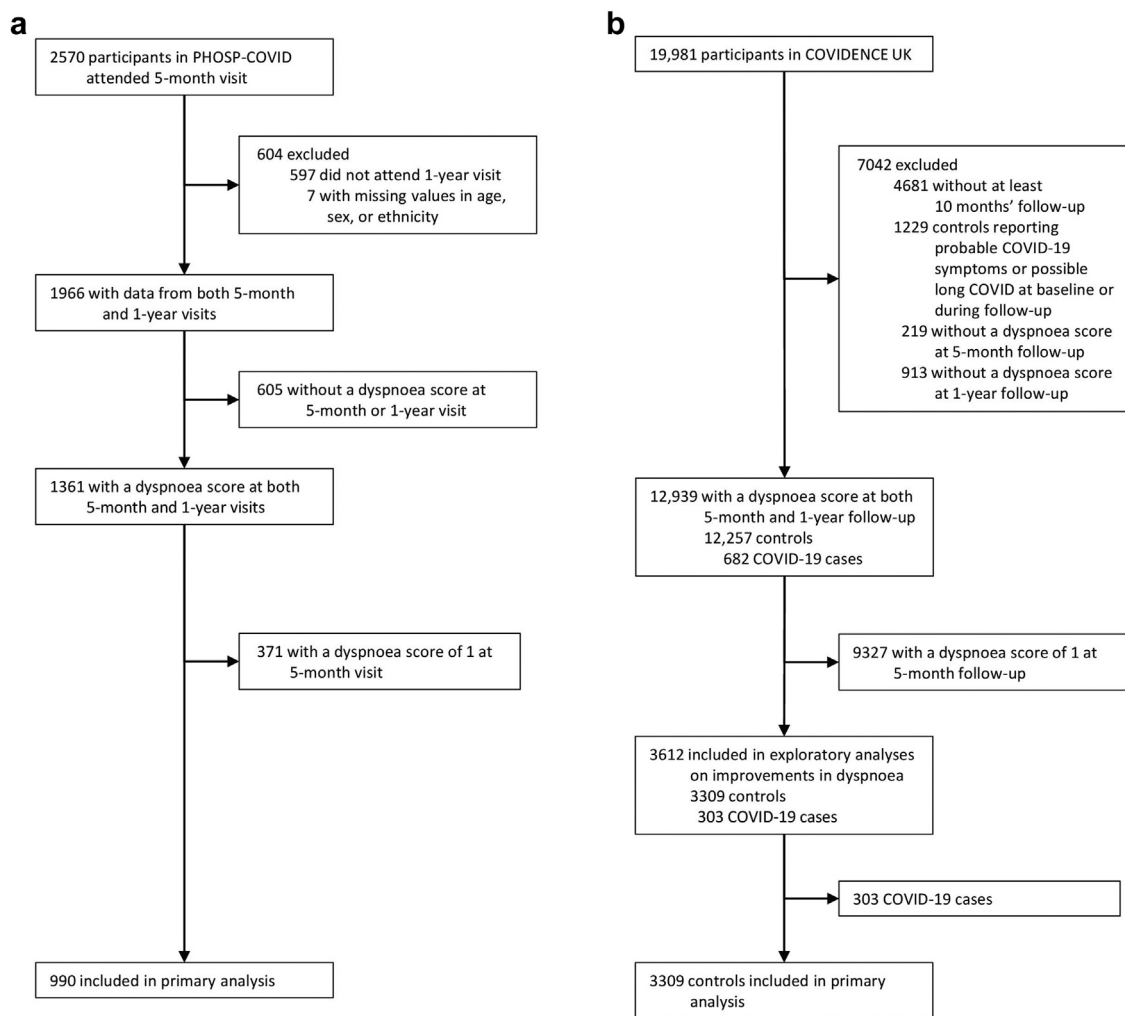 a
2570 participants in PHOSP-COVID
attended 5-month visit
604 excluded
597 did not attend 1-year visit
7 with missing values in age,
sex, or ethnicity
1966 with data from both 5-month
and 1-year visits
605 without a dyspnoea score at
5-month or 1-year visit
1361 with a dyspnoea score at both
5-month and 1-year visits
371 with a dyspnoea score of 1 at
5-month visit
990 included in primary analysis
b
19,981 participants in COVIDENCE UK
7042 excluded
4681 without at least
10 months’ follow-up
1229 controls reporting
probable COVID-19
symptoms or possible
long COVID at baseline or
during follow-up
219 without a dyspnoea score
at 5-month follow-up
913 without a dyspnoea score
at 1-year follow-up
12,939 with a dyspnoea score at both
5-month and 1-year follow-up
12,257 controls
682 COVID-19 cases
9327 with a dyspnoea score of 1 at
5-month follow-up
3612 included in exploratory analyses
on improvements in dyspnoea
3309 controls
303 COVID-19 cases
303 COVID-19 cases
3309 controls included in primary
analysis